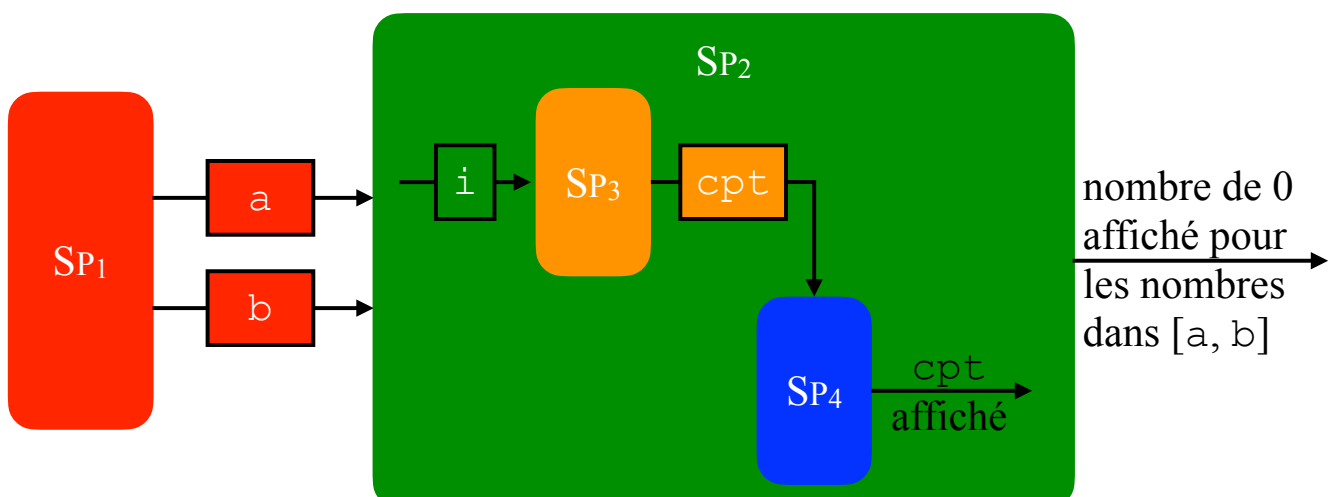 SP2
SP1
a
b
i
SP3
cpt
SP4
cpt
affiché
nombre de 0
affiché pour
les nombres
dans [a, b]